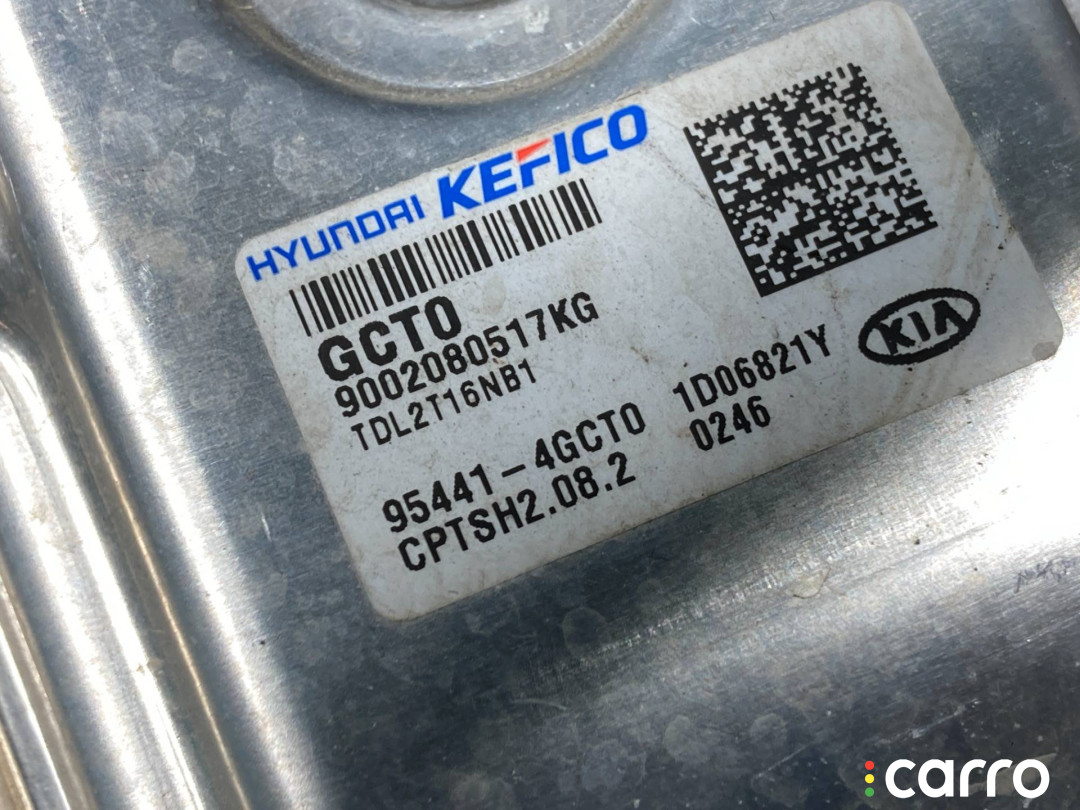 HYUNDAI KEFICO
GCT0
9002080517KG
TDL2T16NB1
95441-4GCT0 1D06821Y
CPTSH2.08.2 0246
KIA
carro